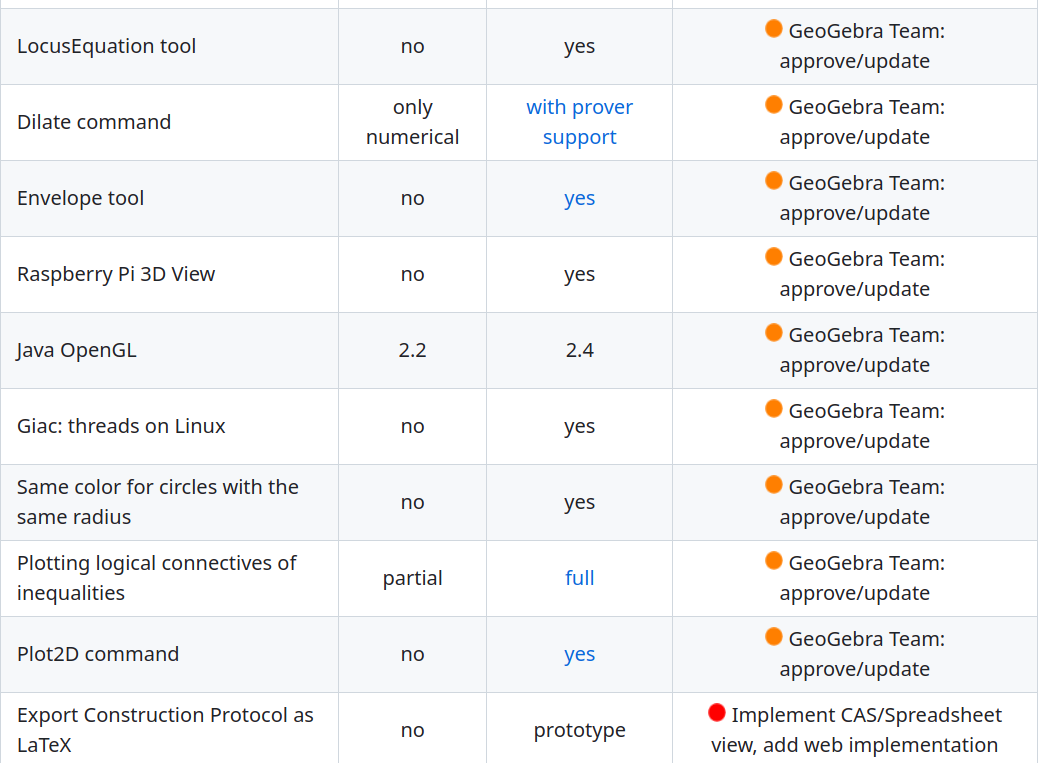 LocusEquation tool no yes GeoGebra Team:
approve/update
Dilate command only
numerical with prover
support GeoGebra Team:
approve/update
Envelope tool no yes GeoGebra Team:
approve/update
Raspberry Pi 3D View no yes GeoGebra Team:
approve/update
Java OpenGL 2.2 2.4 GeoGebra Team:
approve/update
Giac: threads on Linux no yes GeoGebra Team:
approve/update
Same color for circles with the
same radius no yes GeoGebra Team:
approve/update
Plotting logical connectives of
inequalities partial full GeoGebra Team:
approve/update
Plot2D command no yes GeoGebra Team:
approve/update
Export Construction Protocol as
LaTeX no prototype Implement CAS/Spreadsheet
view, add web implementation